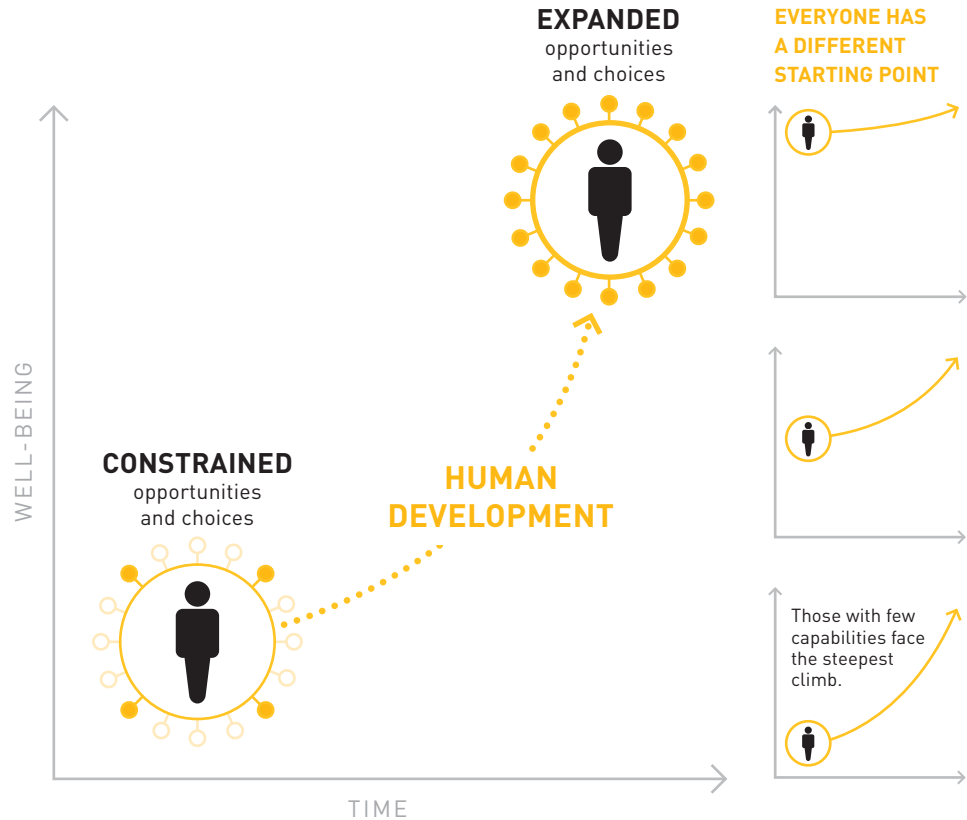 EXPANDED
opportunities
and choices
EVERYONE HAS
A DIFFERENT
STARTING POINT
WELL-BEING
CONSTRAINED
opportunities
and choices
HUMAN
DEVELOPMENT
Those with few
capabilities face
the steepest
climb.
TIME